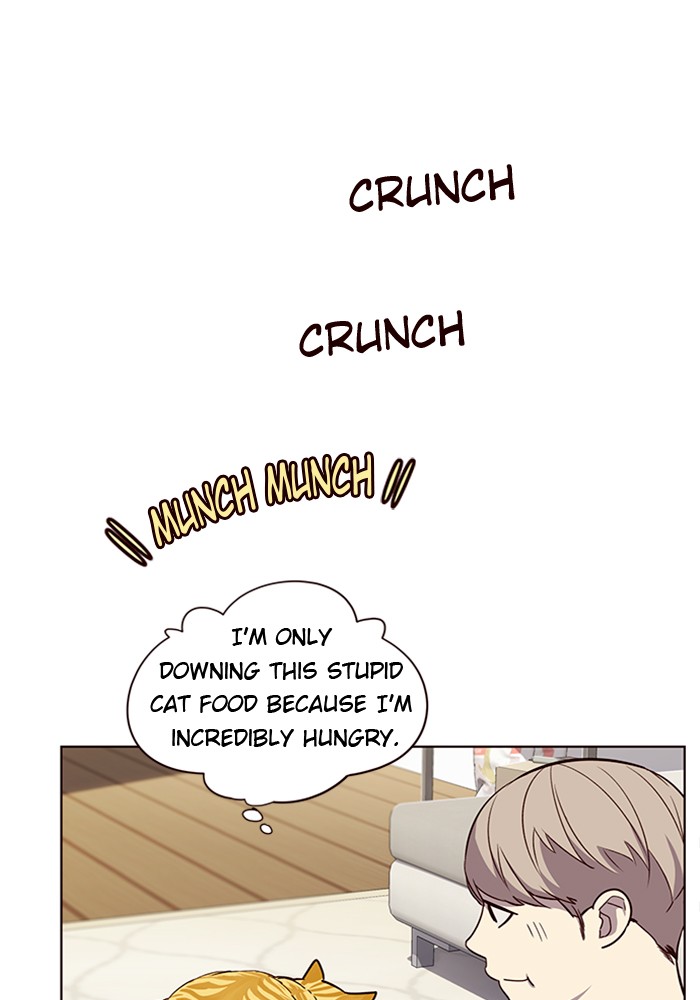 CRUNCH
CRUNCH
MUNCH MUNCH
I'M ONLY
DOWNING THIS STUPID
CAT FOOD BECAUSE I'M
INCREDIBLY HUNGRY.